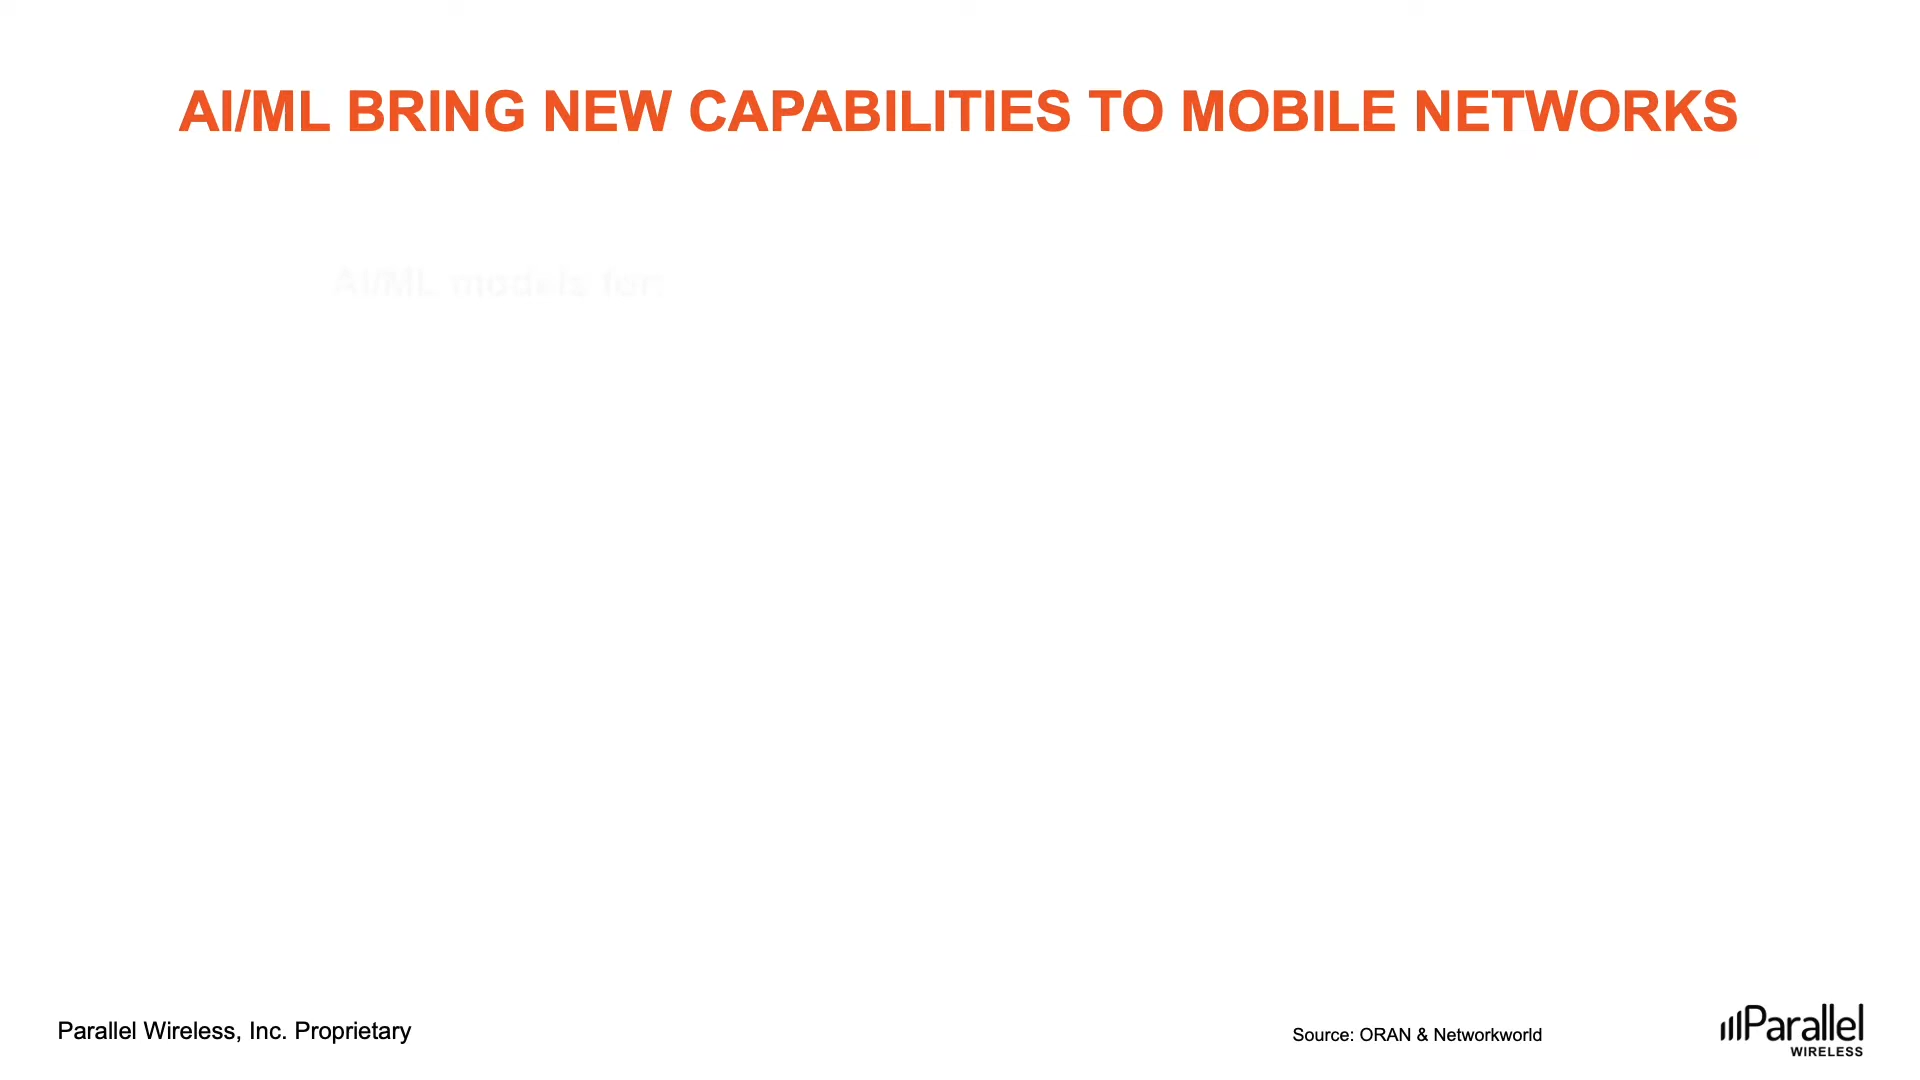 AI/ML BRING NEW CAPABILITIES TO MOBILE NETWORKS
AI/ML models for:
Parallel Wireless, Inc. Proprietary
Source: ORAN & Networkworld
Parallel
WIRELESS